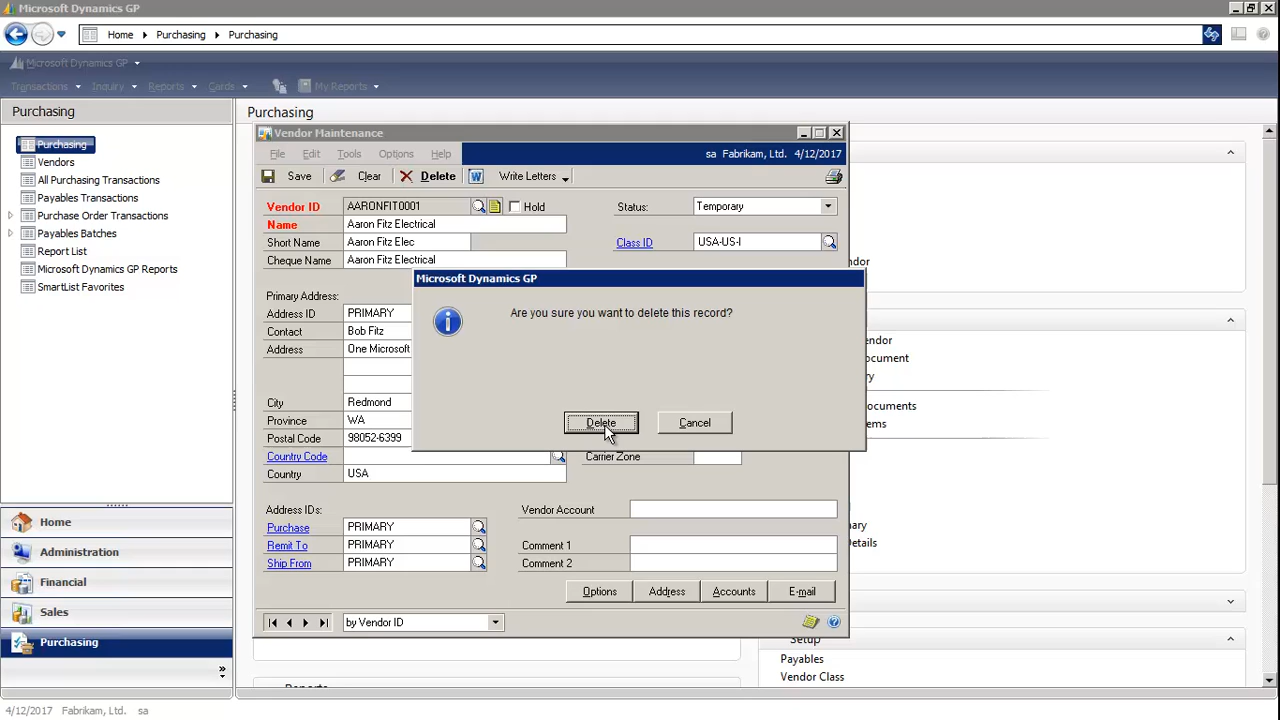 Microsoft Dynamics GP
Home Purchasing Purchasing
Microsoft Dynamics GP
Transactions Inquiry Reports Cards My Reports
Purchasing
Purchasing
Vendors
All Purchasing Transactions
Payables Transactions
Purchase Order Transactions
Payables Batches
Report List
Microsoft Dynamics GP Reports
SmartList Favorites
Home
Administration
Financial
Sales
Purchasing
Purchasing
Vendor Maintenance
File Edit Tools Options Help sa Fabrikam, Ltd. 4/12/2017
Save Clear Delete Write Letters
Vendor ID AARONFIT0001 Hold Status: Temporary
Name Aaron Fitz Electrical
Short Name Aaron Fitz Elec Class ID USA-US-I
Cheque Name Aaron Fitz Electrical
Primary Address:
Address ID PRIMARY
Contact Bob Fitz
Address One Microsoft
City Redmond
Province WA
Postal Code 98052-6399
Country Code Carrier Zone
Country USA
Address IDs: Vendor Account
Purchase PRIMARY
Remit To PRIMARY Comment 1
Ship From PRIMARY Comment 2
Options Address Accounts E-mail
by Vendor ID
Microsoft Dynamics GP
Are you sure you want to delete this record?
Delete Cancel
Setup
Payables
Vendor Class
4/12/2017 Fabrikam, Ltd. sa